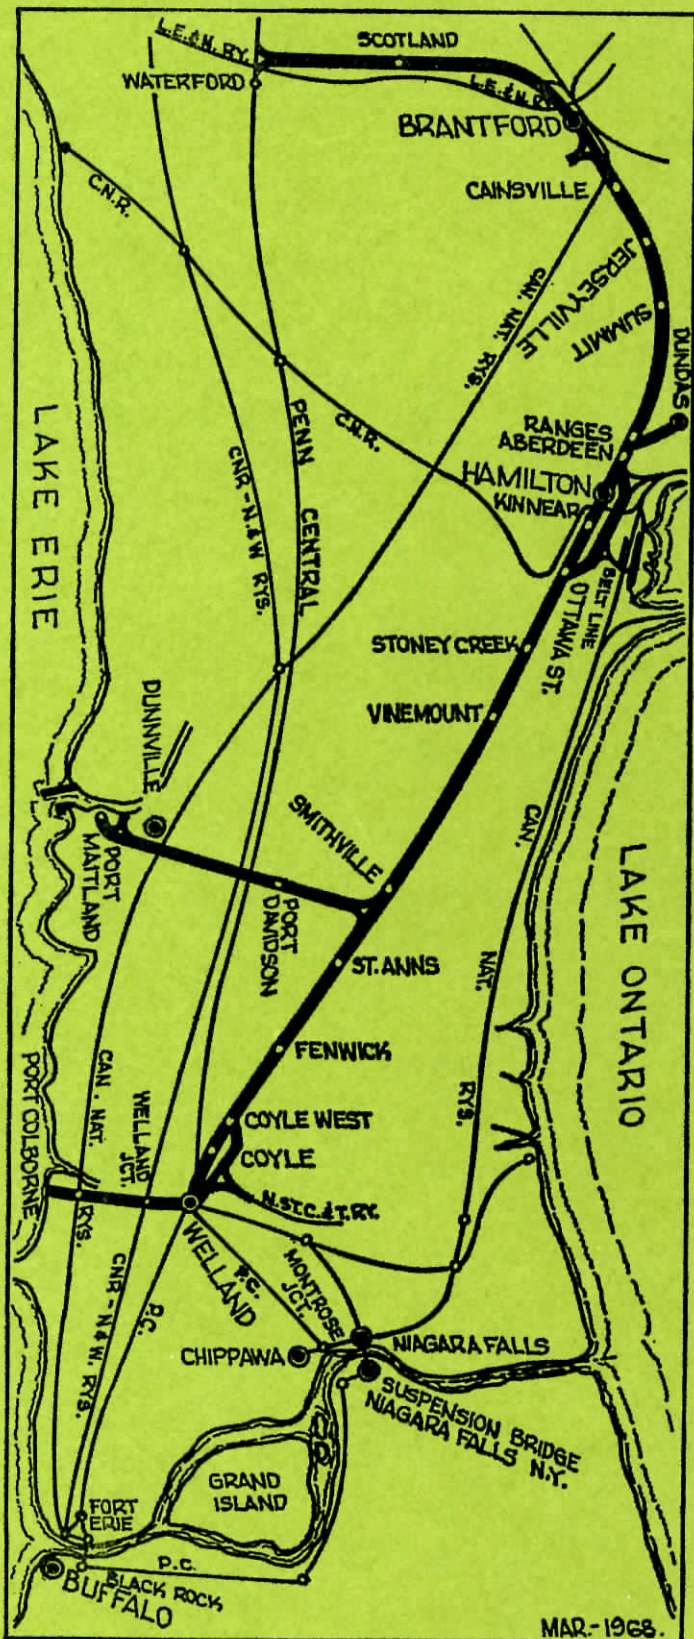 L.E.& N. RY.
SCOTLAND
WATERFORD
L.E.& N. RY.
BRANTFORD
C.N.R.
CAINSVILLE
JERSEYVILLE
SUMMIT
CAN. NAT. RYS.
DUNDAS
RANGES
ABERDEEN
HAMILTON
KINNEAR
BELT LINE
OTTAWA ST.
C.N.R.
PENN CENTRAL
CNR-N.&W RYS.
LAKE ERIE
STONEY CREEK
VINEMOUNT
DUNNVILLE
SMITHVILLE
CAN. NAT. RYS.
LAKE ONTARIO
PORT
MAITLAND
PORT
DAVIDSON
ST. ANNS
FENWICK
COYLE WEST
COYLE
N.ST.C.&T.RY.
PORT COLBORNE
CAN. NAT. RYS.
WELLAND
JCT.
CNR-N.&W. RYS.
P.C.
WELLAND
P.C.
MONTROSE
JCT.
CHIPPAWA
NIAGARA FALLS
SUSPENSION BRIDGE
NIAGARA FALLS N.Y.
GRAND
ISLAND
FORT
ERIE
P.C.
BLACK ROCK
BUFFALO
MAR.-1968.